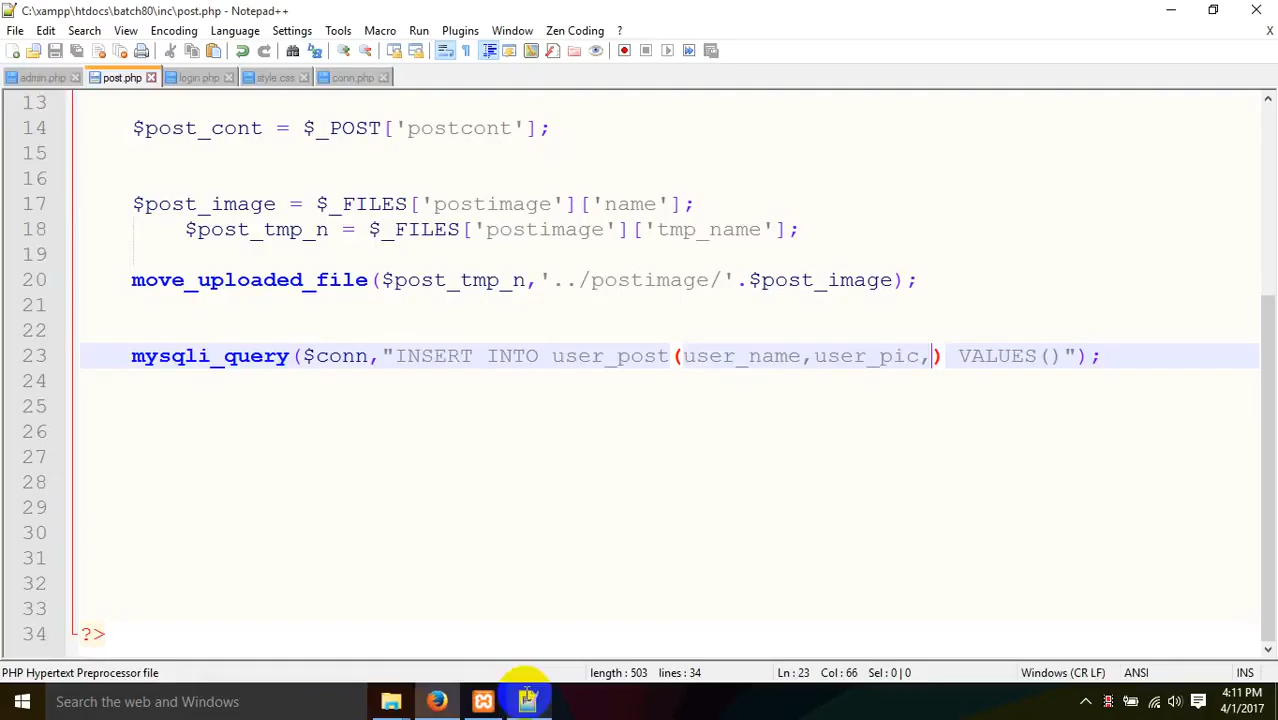 C:\xampp\htdocs\batch80\inc\post.php - Notepad++
File Edit Search View Encoding Language Settings Tools Macro Run Plugins Window Zen Coding ?
X
admin.php post.php login.php style.css conn.php
13
14 $post_cont = $_POST['postcont'];
15
16
17 $post_image = $_FILES['postimage']['name'];
18 $post_tmp_n = $_FILES['postimage']['tmp_name'];
19
20 move_uploaded_file($post_tmp_n,'../postimage/'.$post_image);
21
22
23 mysqli_query($conn,"INSERT INTO user_post(user_name,user_pic,) VALUES()");
24
25
26
27
28
29
30
31
32
33
34 ?>
PHP Hypertext Preprocessor file length : 503 lines : 34 Ln : 23 Col : 66 Sel : 0 | 0 Windows (CR LF) ANSI INS
Search the web and Windows 4:11 PM
4/1/2017